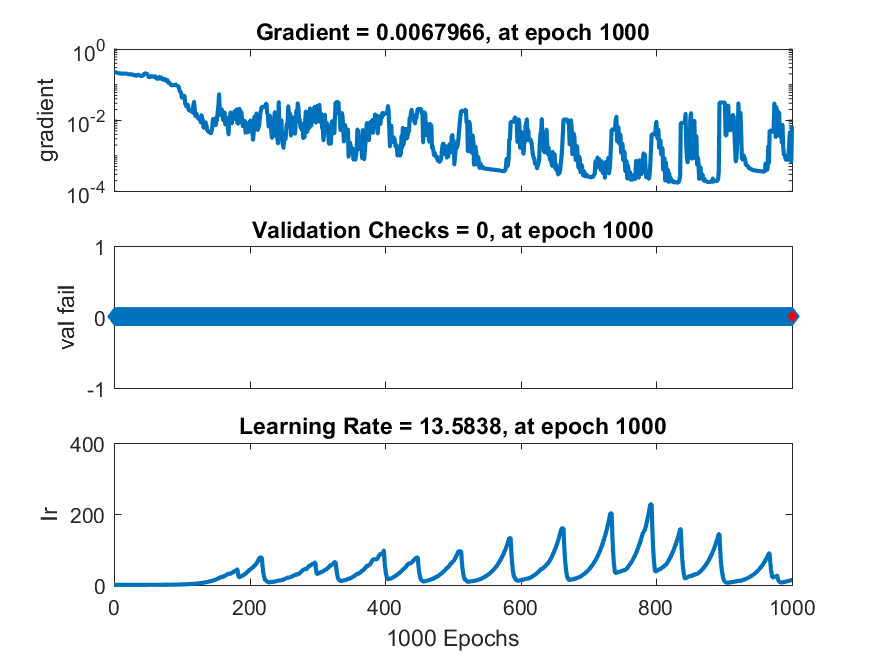 Gradient = 0.0067966, at epoch 1000
10^0
10^-2
10^-4
gradient
Validation Checks = 0, at epoch 1000
1
0
-1
val fail
Learning Rate = 13.5838, at epoch 1000
400
200
0
lr
0 200 400 600 800 1000
1000 Epochs